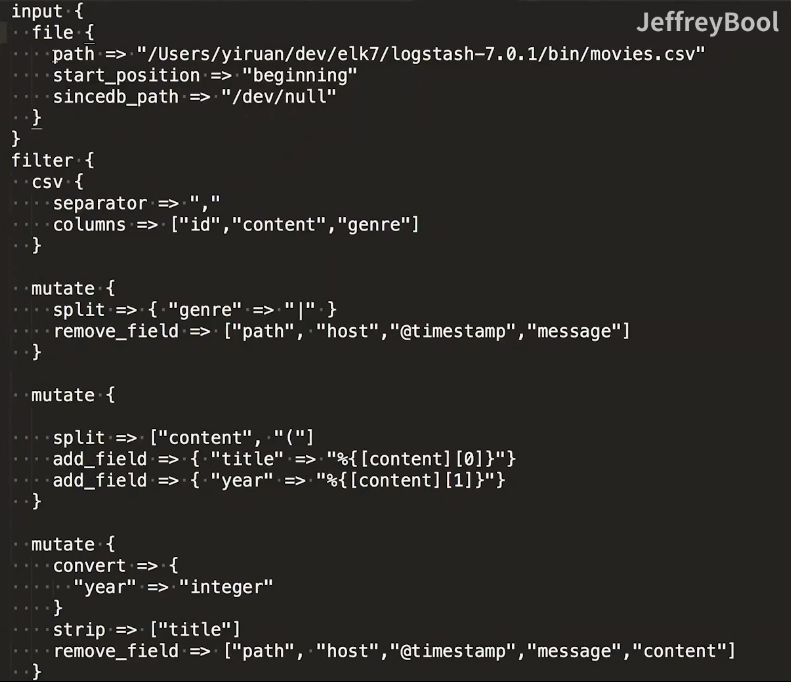 JeffreyBool
input {
  file {
    path => "/Users/yiruan/dev/elk7/logstash-7.0.1/bin/movies.csv"
    start_position => "beginning"
    sincedb_path => "/dev/null"
  }
}
filter {
  csv {
    separator => ","
    columns => ["id","content","genre"]
  }

  mutate {
    split => { "genre" => "|" }
    remove_field => ["path", "host","@timestamp","message"]
  }

  mutate {

    split => ["content", "("]
    add_field => { "title" => "%{[content][0]}"}
    add_field => { "year" => "%{[content][1]}"}
  }

  mutate {
    convert => {
      "year" => "integer"
    }
    strip => ["title"]
    remove_field => ["path", "host","@timestamp","message","content"]
  }